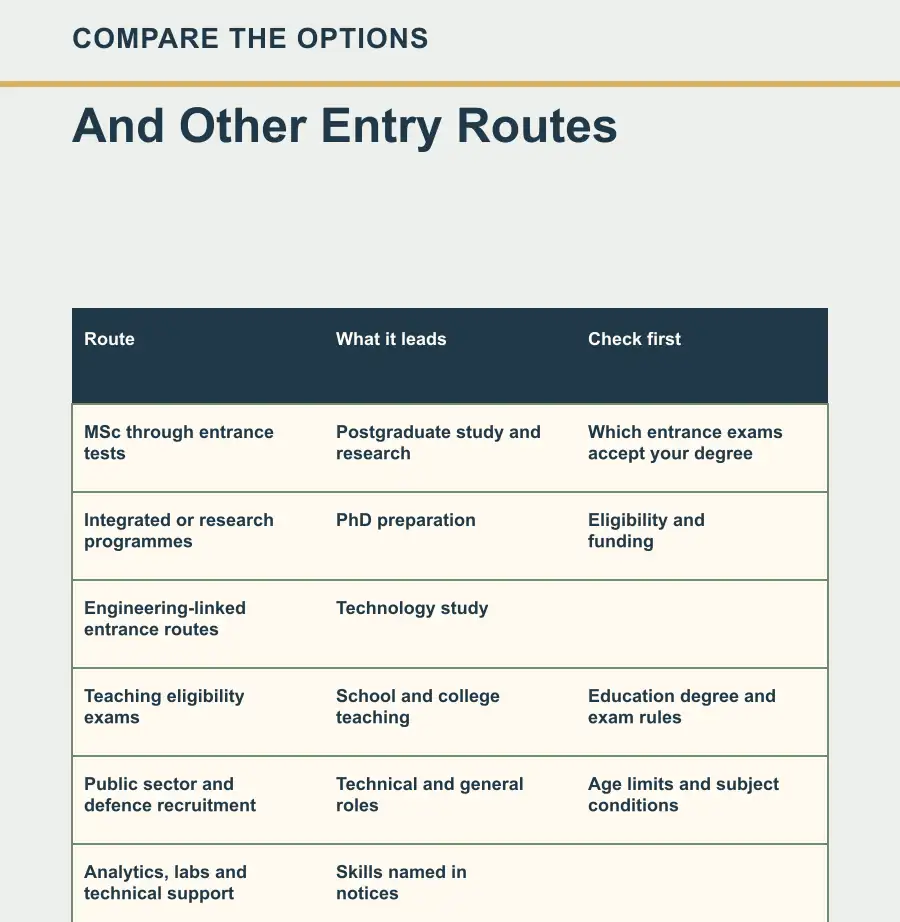 COMPARE THE OPTIONS
And Other Entry Routes
Route What it leads Check first
MSc through entrance Postgraduate study and Which entrance exams
tests research accept your degree
Integrated or research PhD preparation Eligibility and
programmes funding
Engineering-linked Technology study
entrance routes
Teaching eligibility School and college Education degree and
exams teaching exam rules
Public sector and Technical and general Age limits and subject
defence recruitment roles conditions
Analytics, labs and Skills named in
technical support notices